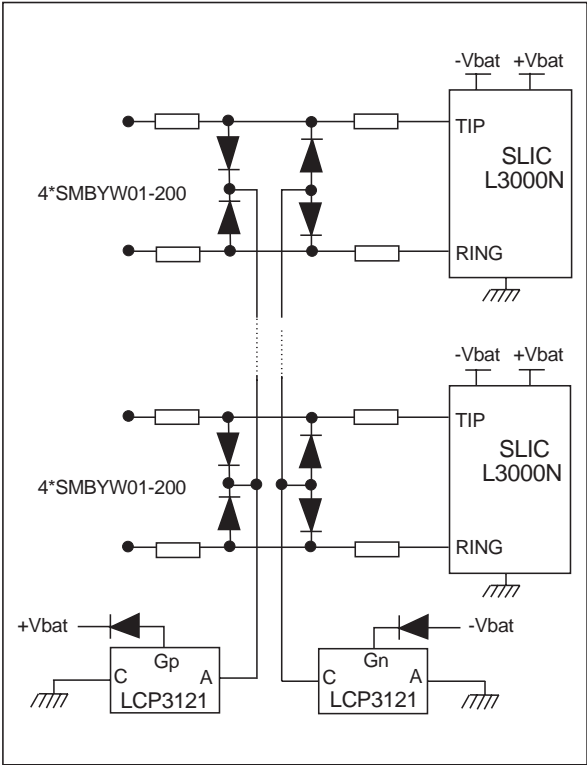 -Vbat +Vbat
TIP
SLIC
L3000N
4*SMBYW01-200
RING
-Vbat +Vbat
TIP
SLIC
L3000N
4*SMBYW01-200
RING
+Vbat
-Vbat
Gp
Gn
C A
C A
LCP3121
LCP3121